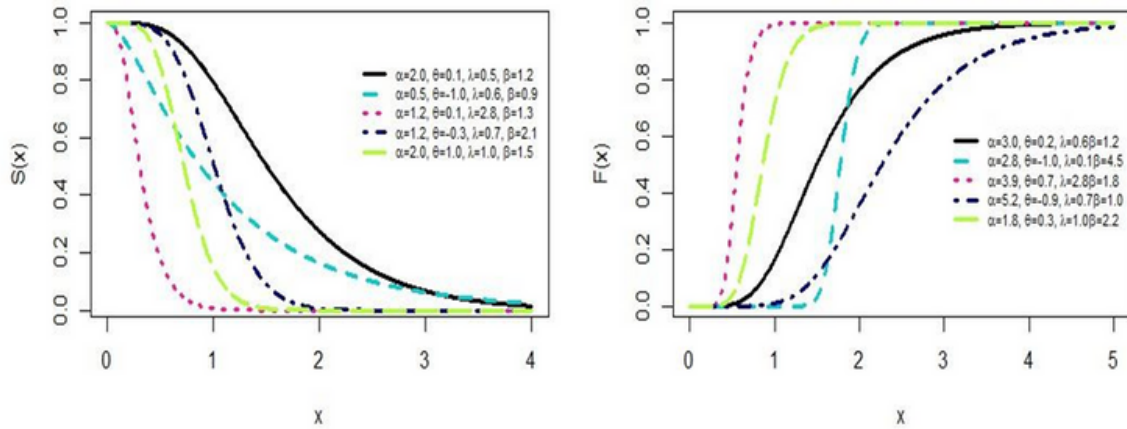 S(x)
1.0
0.8
0.6
0.4
0.2
0.0
α=2.0, θ=0.1, λ=0.5, β=1.2
α=0.5, θ=-1.0, λ=0.6, β=0.9
α=1.2, θ=0.1, λ=2.8, β=1.3
α=1.2, θ=-0.3, λ=0.7, β=2.1
α=2.0, θ=1.0, λ=1.0, β=1.5
0 1 2 3 4
x
F(x)
1.0
0.8
0.6
0.4
0.2
0.0
α=3.0, θ=0.2, λ=0.6β=1.2
α=2.8, θ=-1.0, λ=0.1β=4.5
α=3.9, θ=0.7, λ=2.8β=1.8
α=5.2, θ=-0.9, λ=0.7β=1.0
α=1.8, θ=0.3, λ=1.0β=2.2
0 1 2 3 4 5
x